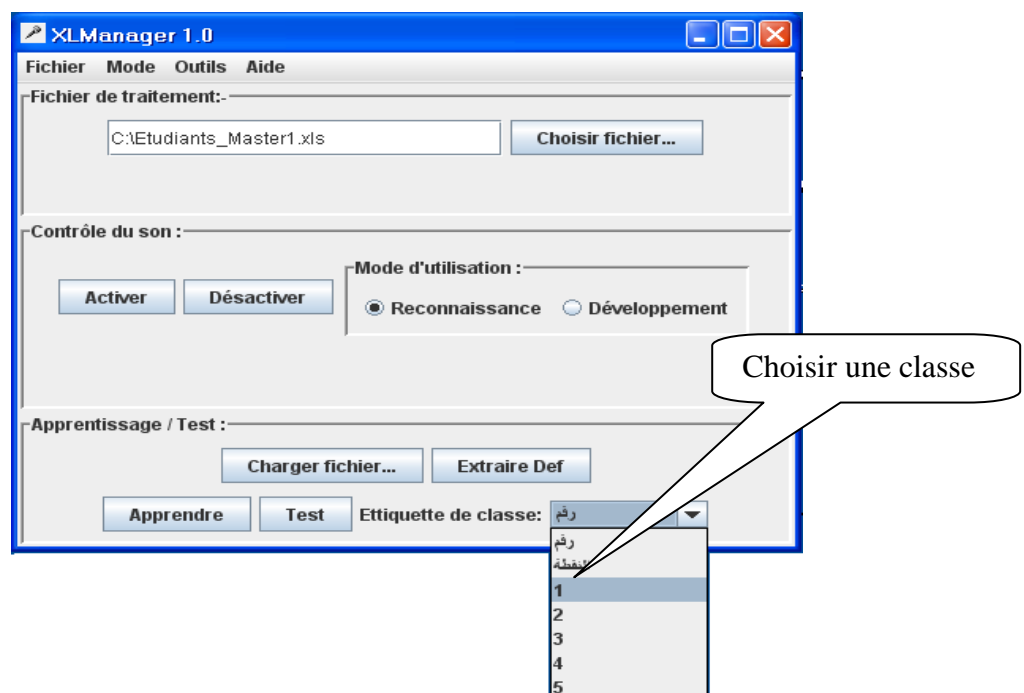 XLManager 1.0
Fichier Mode Outils Aide
Fichier de traitement:-
C:\Etudiants_Master1.xls Choisir fichier...
Contrôle du son :
Mode d'utilisation :
Activer Désactiver Reconnaissance Développement
Choisir une classe
Apprentissage / Test :
Charger fichier... Extraire Def
Apprendre Test Ettiquette de classe: رقم
رقم
النقطة
1
2
3
4
5